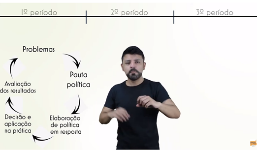 1º período
2º período
3º período
Problemas
Pauta
política
Elaboração
de política
em resposta
Decisão e
aplicação
na prática
Avaliação
dos resultados